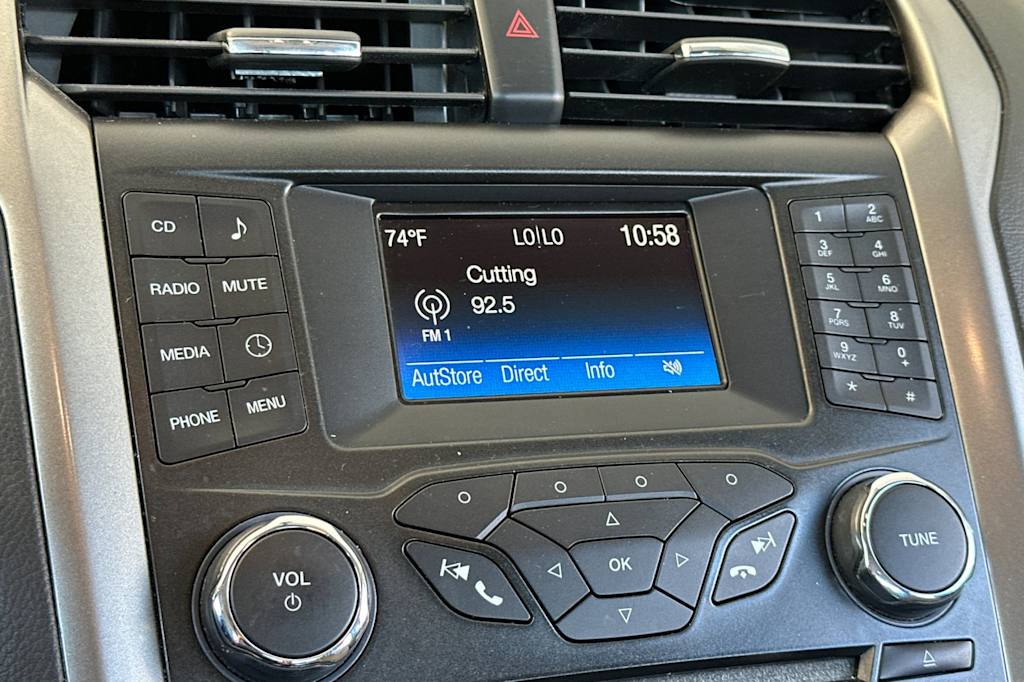 74°F LO|LO 10:58
Cutting
92.5
FM 1
AutStore Direct Info
CD
RADIO MUTE
MEDIA
PHONE MENU
1 2 ABC
3 DEF 4 GHI
5 JKL 6 MNO
7 PQRS 8 TUV
9 WXYZ 0 +
* #
OK
VOL
TUNE